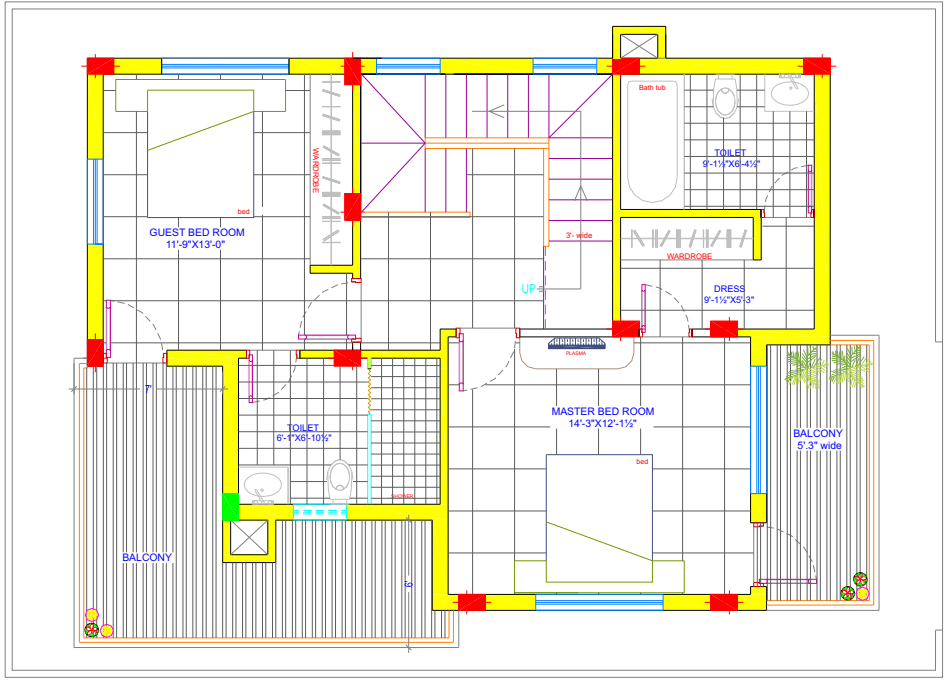 Bath tub
TOILET
9'-1½"X6'-4½"
WARDROBE
bed
GUEST BED ROOM
11'-9"X13'-0"
3'- wide
WARDROBE
UP
DRESS
9'-1½"X5'-3"
PLASMA
7'
MASTER BED ROOM
14'-3"X12'-1½"
TOILET
6'-1"X6'-10½"
BALCONY
5'.3" wide
bed
SHOWER
BALCONY
6'